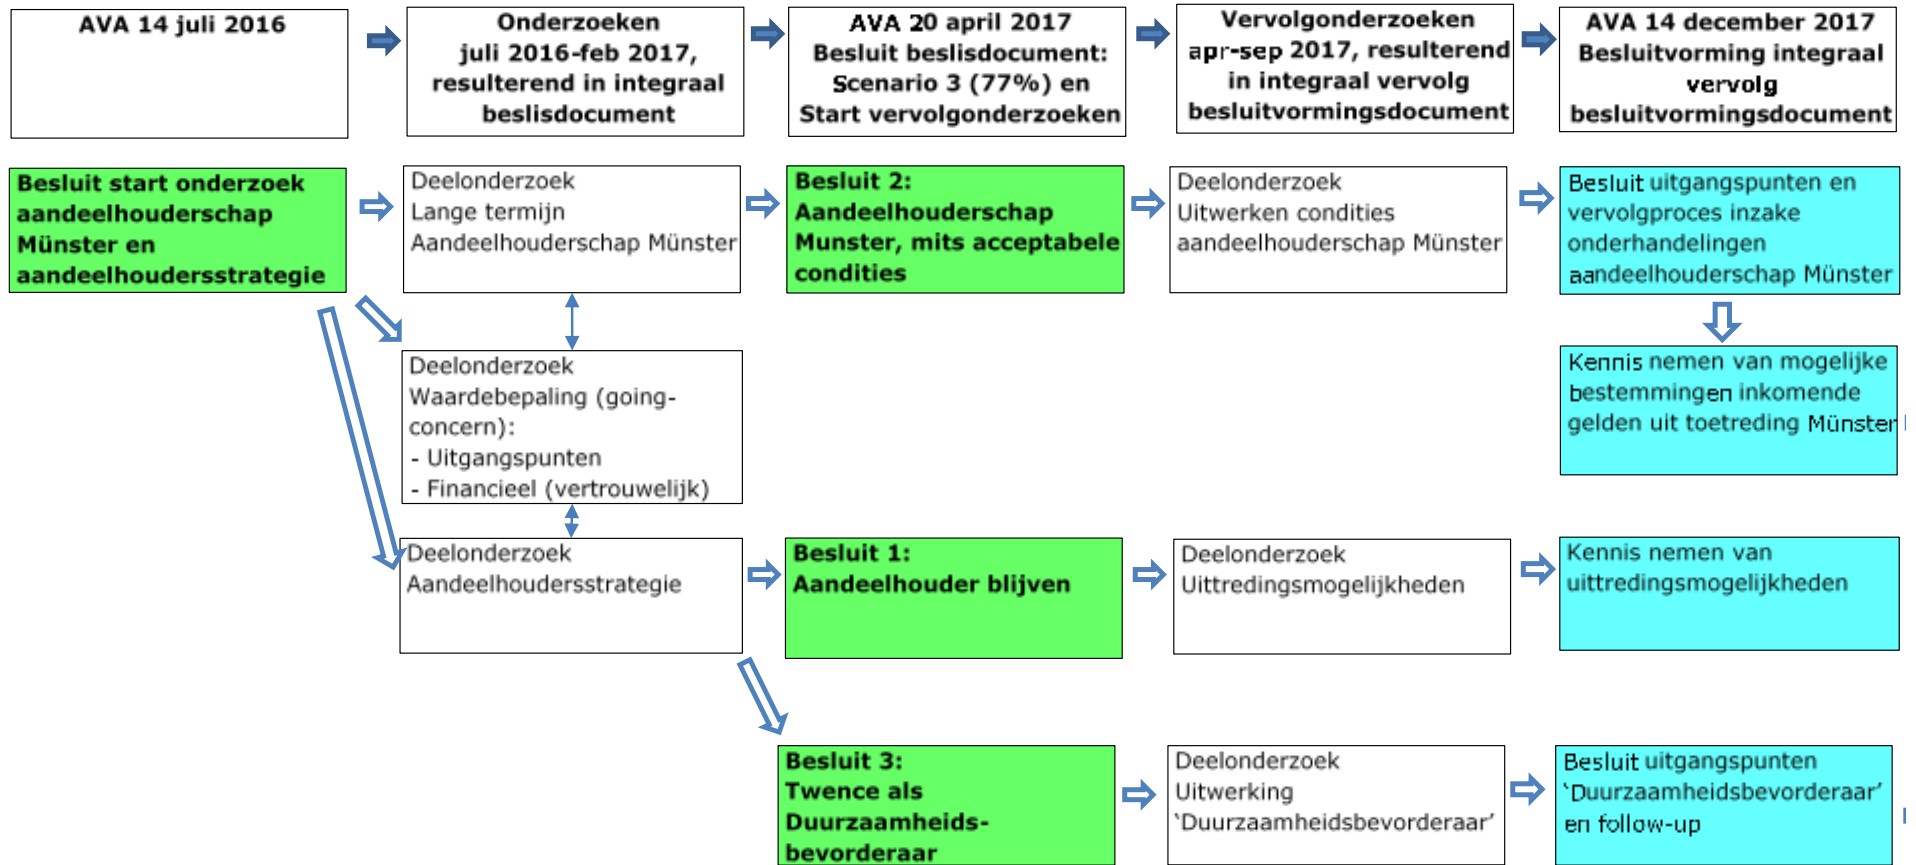 AVA 14 juli 2016
Onderzoeken
juli 2016-feb 2017,
resulterend in integraal
beslisdocument
AVA 20 april 2017
Besluit beslisdocument:
Scenario 3 (77%) en
Start vervolgonderzoeken
Vervolgonderzoeken
apr-sep 2017, resulterend
in integraal vervolg
besluitvormingsdocument
AVA 14 december 2017
Besluitvorming integraal
vervolg
besluitvormingsdocument
Besluit start onderzoek
aandeelhouderschap
Münster en
aandeelhoudersstrategie
Deelonderzoek
Lange termijn
Aandeelhouderschap Münster
Besluit 2:
Aandeelhouderschap
Munster, mits acceptabele
condities
Deelonderzoek
Uitwerken condities
aandeelhouderschap Münster
Besluit uitgangspunten en
vervolgproces inzake
onderhandelingen
aandeelhouderschap Münster
Deelonderzoek
Waardebepaling (going-
concern):
- Uitgangspunten
- Financieel (vertrouwelijk)
Kennis nemen van mogelijke
bestemmingen inkomende
gelden uit toetreding Münster
Deelonderzoek
Aandeelhoudersstrategie
Besluit 1:
Aandeelhouder blijven
Deelonderzoek
Uittredingsmogelijkheden
Kennis nemen van
uittredingsmogelijkheden
Besluit 3:
Twence als
Duurzaamheids-
bevorderaar
Deelonderzoek
Uitwerking
‘Duurzaamheidsbevorderaar’
Besluit uitgangspunten
‘Duurzaamheidsbevorderaar’
en follow-up